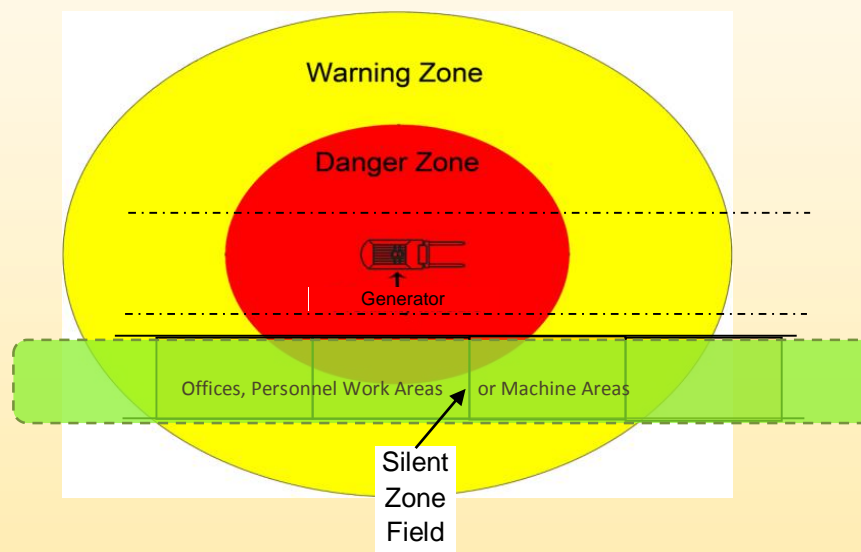 Warning Zone
Danger Zone
Generator
Offices, Personnel Work Areas or Machine Areas
Silent
Zone
Field